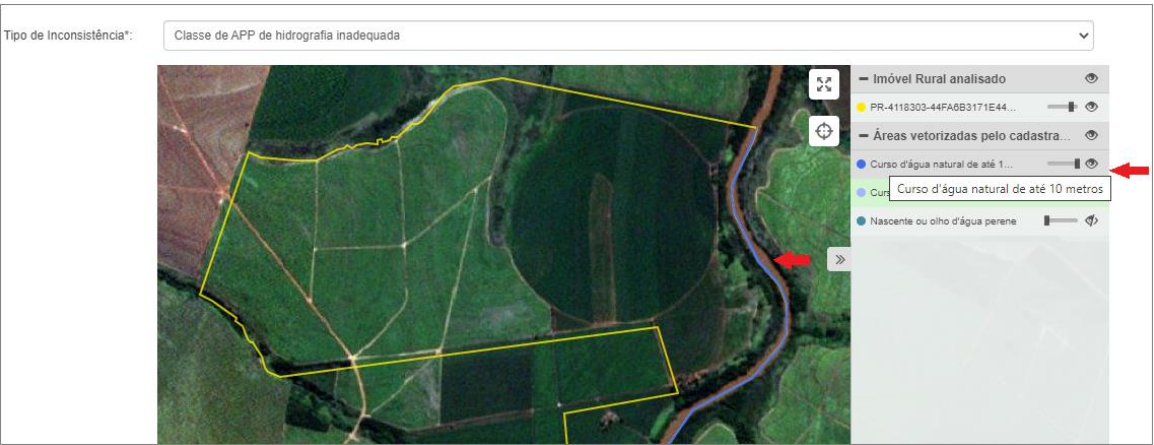 Tipo de Inconsistência*:
Classe de APP de hidrografia inadequada
Imóvel Rural analisado
PR-4118303-44FA6B3171E44...
Áreas vetorizadas pelo cadastra...
Curso d'água natural de até 1...
Curs
Curso d'água natural de até 10 metros
Nascente ou olho d'água perene